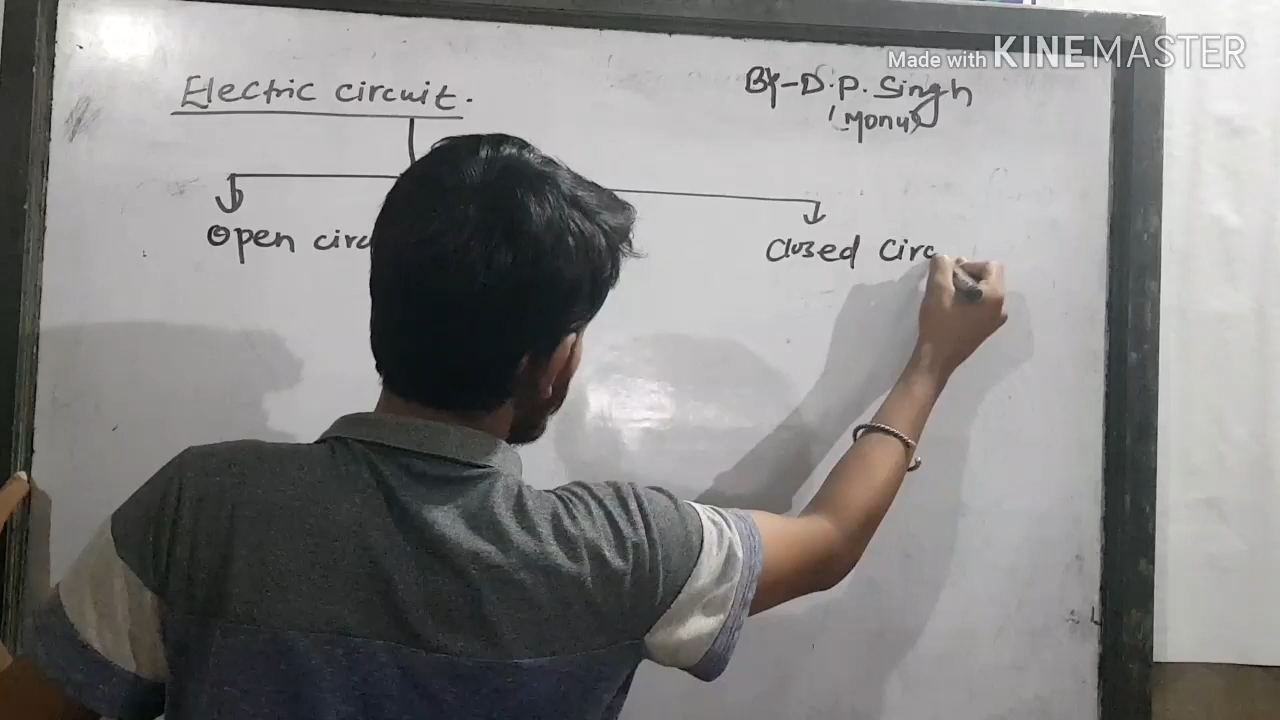 Made with KINEMASTER
Electric circuit.
By-D.P. Singh
(Monu)
Open circ
Closed Circ